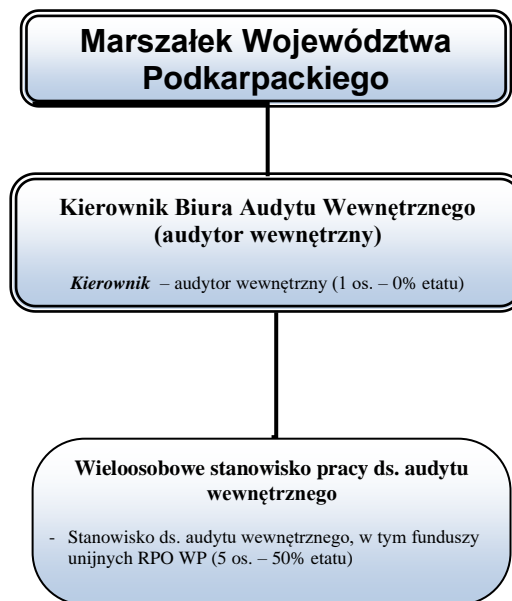 Marszałek Województwa
Podkarpackiego
Kierownik Biura Audytu Wewnętrznego
(audytor wewnętrzny)
Kierownik – audytor wewnętrzny (1 os. – 0% etatu)
Wieloosobowe stanowisko pracy ds. audytu
wewnętrznego
- Stanowisko ds. audytu wewnętrznego, w tym funduszy
unijnych RPO WP (5 os. – 50% etatu)